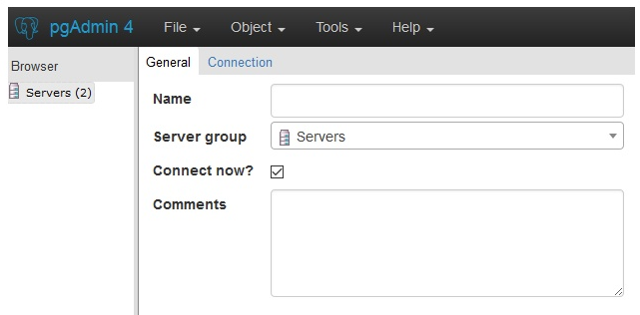 pgAdmin 4 File Object Tools Help
Browser
General Connection
Servers (2)
Name
Server group Servers
Connect now?
Comments